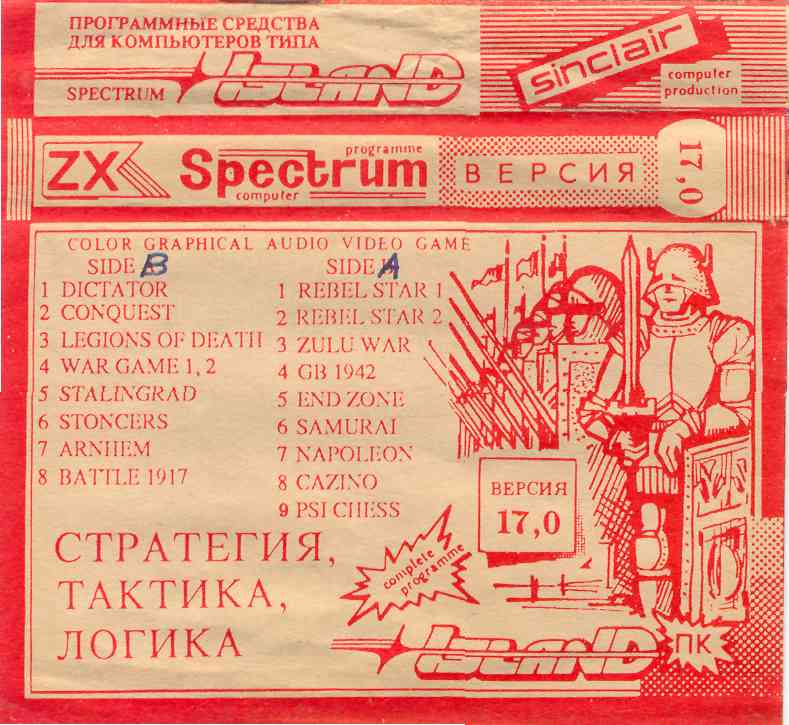 ПРОГРАММНЫЕ СРЕДСТВА
ДЛЯ КОМПЬЮТЕРОВ ТИПА
SPECTRUM
ISLAND
sinclair
computer
production
ZX Spectrum
programme
computer
ВЕРСИЯ
17,0
COLOR GRAPHICAL AUDIO VIDEO GAME
SIDE B
1 DICTATOR
2 CONQUEST
3 LEGIONS OF DEATH
4 WAR GAME 1, 2
5 STALINGRAD
6 STONCERS
7 ARNHEM
8 BATTLE 1917
SIDE A
1 REBEL STAR 1
2 REBEL STAR 2
3 ZULU WAR
4 GB 1942
5 END ZONE
6 SAMURAI
7 NAPOLEON
8 CAZINO
9 PSI CHESS
ВЕРСИЯ
17,0
СТРАТЕГИЯ,
ТАКТИКА,
ЛОГИКА
complete
programme
ISLAND
ПК